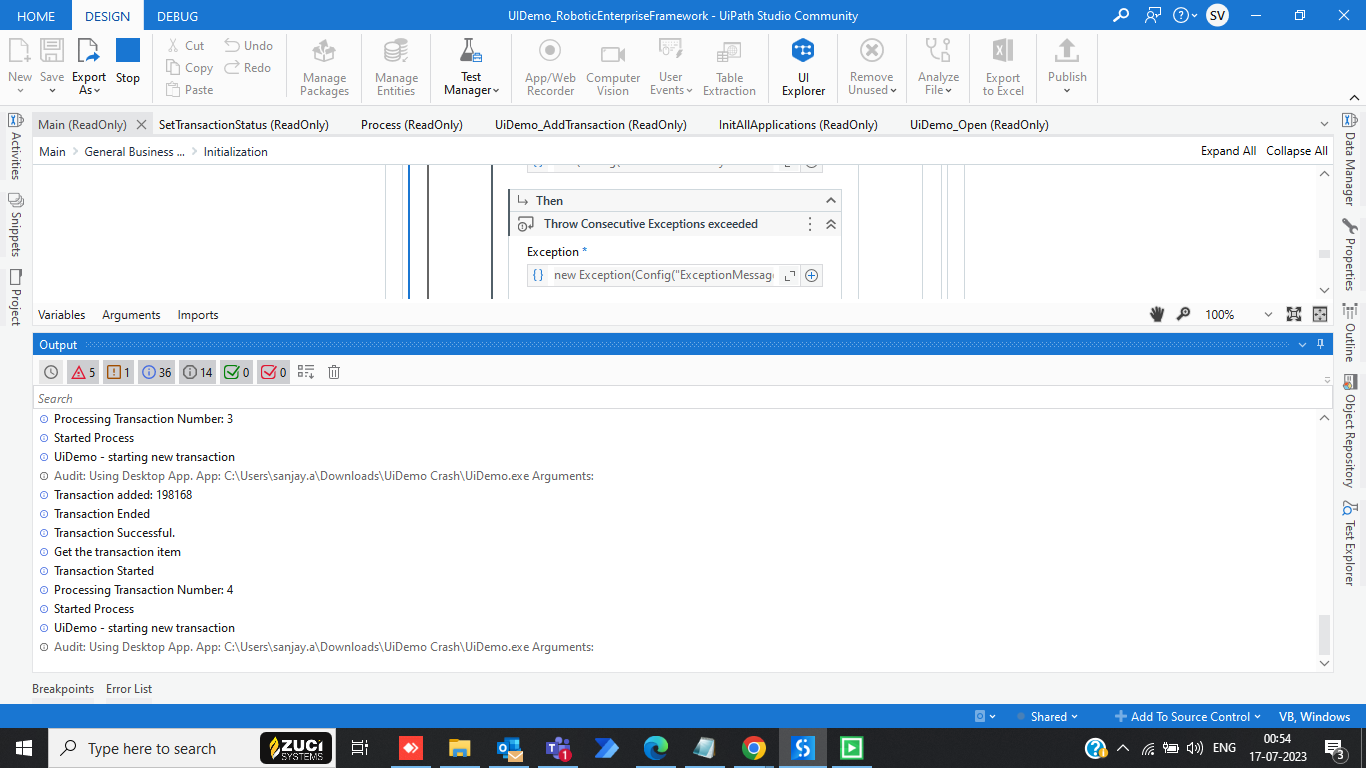 HOME DESIGN DEBUG UIDemo_RoboticEnterpriseFramework - UiPath Studio Community SV
New Save Export As Stop Cut Copy Paste Undo Redo Manage Packages Manage Entities Test Manager App/Web Recorder Computer Vision User Events Table Extraction UI Explorer Remove Unused Analyze File Export to Excel Publish
Main (ReadOnly) SetTransactionStatus (ReadOnly) Process (ReadOnly) UiDemo_AddTransaction (ReadOnly) InitAllApplications (ReadOnly) UiDemo_Open (ReadOnly)
Main General Business ... Initialization Expand All Collapse All
Activities
Snippets
Project
Data Manager
Properties
Outline
Object Repository
Test Explorer
Then
Throw Consecutive Exceptions exceeded
Exception *
{} new Exception(Config("ExceptionMessag
Variables Arguments Imports 100%
Output
5 1 36 14 0 0
Search
Processing Transaction Number: 3
Started Process
UiDemo - starting new transaction
Audit: Using Desktop App. App: C:\Users\sanjay.a\Downloads\UiDemo Crash\UiDemo.exe Arguments:
Transaction added: 198168
Transaction Ended
Transaction Successful.
Get the transaction item
Transaction Started
Processing Transaction Number: 4
Started Process
UiDemo - starting new transaction
Audit: Using Desktop App. App: C:\Users\sanjay.a\Downloads\UiDemo Crash\UiDemo.exe Arguments:
Breakpoints Error List
Shared Add To Source Control VB, Windows
Type here to search ZUCI SYSTEMS 1 ENG 00:54
17-07-2023 3